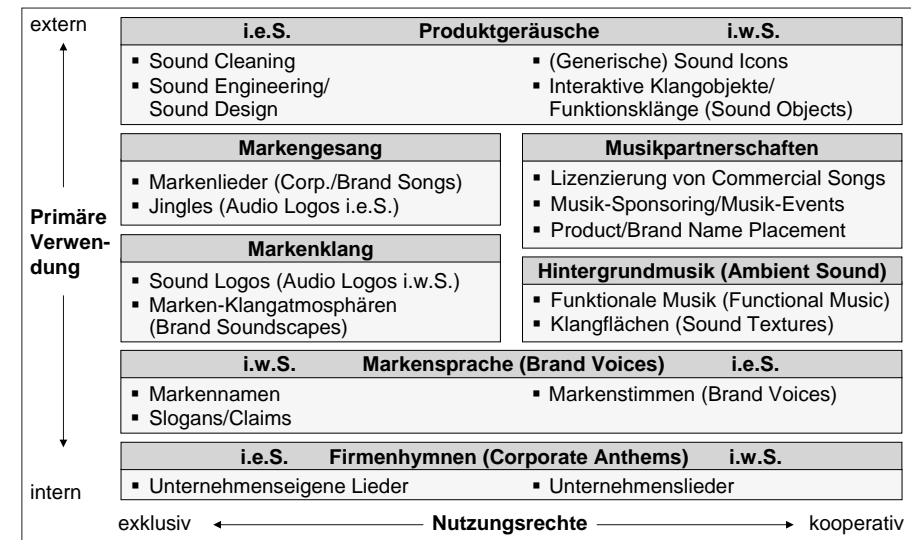 extern
i.e.S. Produktgeräusche i.w.S.
▪ Sound Cleaning
▪ Sound Engineering/
Sound Design
▪ (Generische) Sound Icons
▪ Interaktive Klangobjekte/
Funktionsklänge (Sound Objects)
Markengesang
▪ Markenlieder (Corp./Brand Songs)
▪ Jingles (Audio Logos i.e.S.)
Musikpartnerschaften
▪ Lizenzierung von Commercial Songs
▪ Musik-Sponsoring/Musik-Events
▪ Product/Brand Name Placement
Primäre
Verwen-
dung
Markenklang
▪ Sound Logos (Audio Logos i.w.S.)
▪ Marken-Klangatmosphären
(Brand Soundscapes)
Hintergrundmusik (Ambient Sound)
▪ Funktionale Musik (Functional Music)
▪ Klangflächen (Sound Textures)
i.w.S. Markensprache (Brand Voices) i.e.S.
▪ Markennamen
▪ Slogans/Claims
▪ Markenstimmen (Brand Voices)
i.e.S. Firmenhymnen (Corporate Anthems) i.w.S.
▪ Unternehmenseigene Lieder
▪ Unternehmenslieder
intern
exklusiv Nutzungsrechte kooperativ